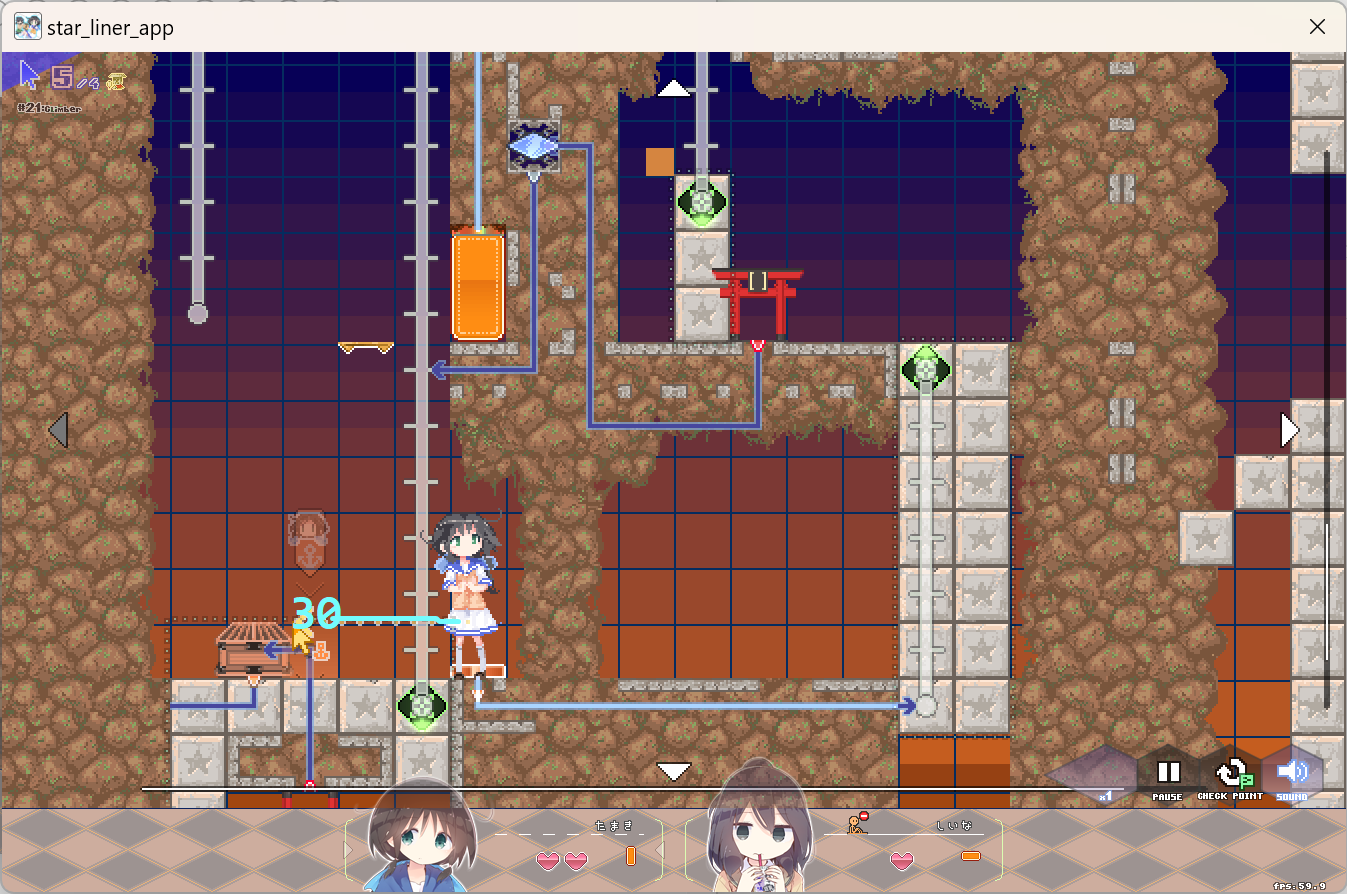 star_liner_app
5/4
#21:Climber
[]
30
x1
PAUSE
CHECK POINT
SOUND
たまき
しいな
fps:59.9